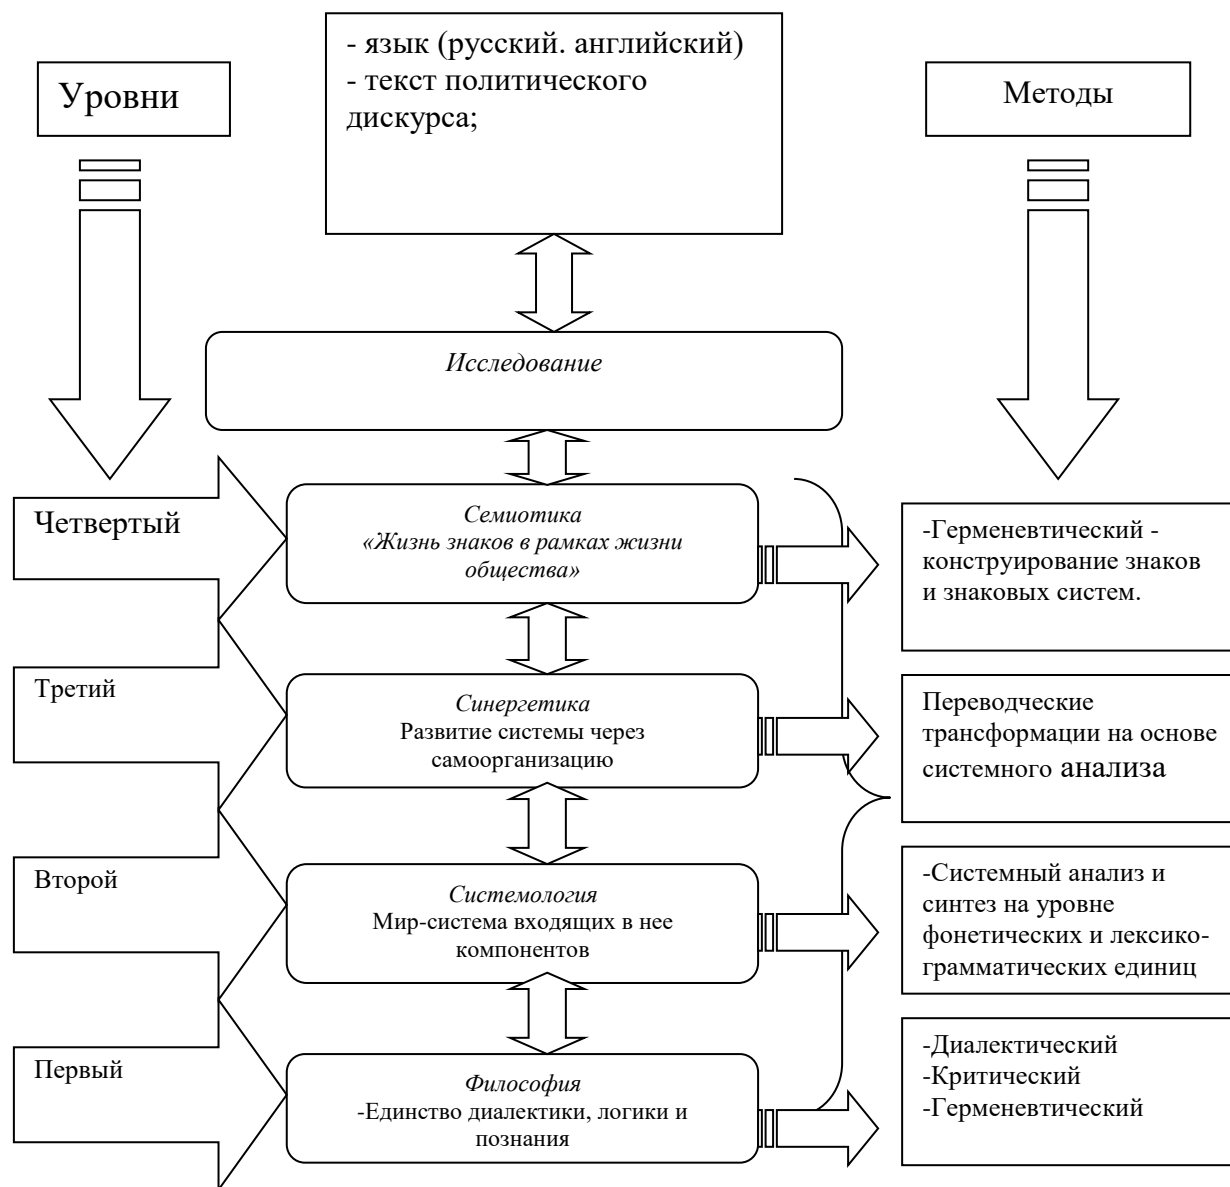 - язык (русский. английский)
- текст политического
дискурса;
Уровни
Методы
Исследование
Четвертый
Семиотика
«Жизнь знаков в рамках жизни
общества»
-Герменевтический -
конструирование знаков
и знаковых систем.
Третий
Синергетика
Развитие системы через
самоорганизацию
Переводческие
трансформации на основе
системного анализа
Второй
Системология
Мир-система входящих в нее
компонентов
-Системный анализ и
синтез на уровне
фонетических и лексико-
грамматических единиц
Первый
Философия
-Единство диалектики, логики и
познания
-Диалектический
-Критический
-Герменевтический